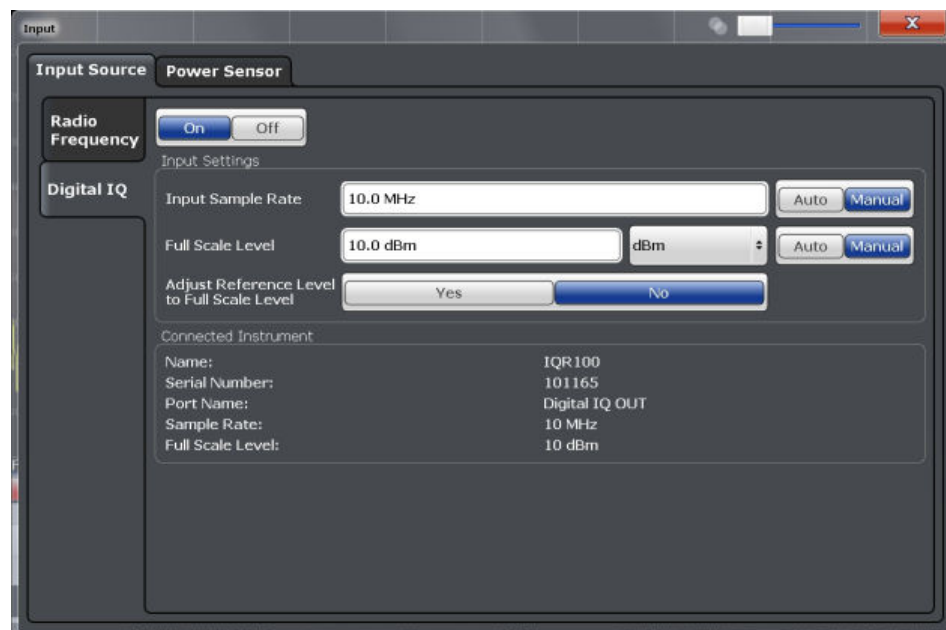 Input
Input Source Power Sensor
Radio Frequency
Digital IQ
On Off
Input Settings
Input Sample Rate 10.0 MHz Auto Manual
Full Scale Level 10.0 dBm dBm Auto Manual
Adjust Reference Level
to Full Scale Level Yes No
Connected Instrument
Name: IQR100
Serial Number: 101165
Port Name: Digital IQ OUT
Sample Rate: 10 MHz
Full Scale Level: 10 dBm